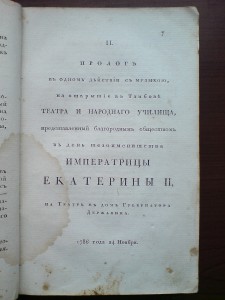 II.
ПРОЛОГЪ
въ одномъ дѣйствіи съ музыкою,
на открытіе въ Тамбовѣ
ТЕАТРА И НАРОДНАГО УЧИЛИЩА,
представленный благороднымъ обществомъ
въ день тезоименитства
ИМПЕРАТРИЦЫ
ЕКАТЕРИНЫ II,
на Театрѣ въ домѣ Губернатора
Державина.
1786 года 24 Ноября.